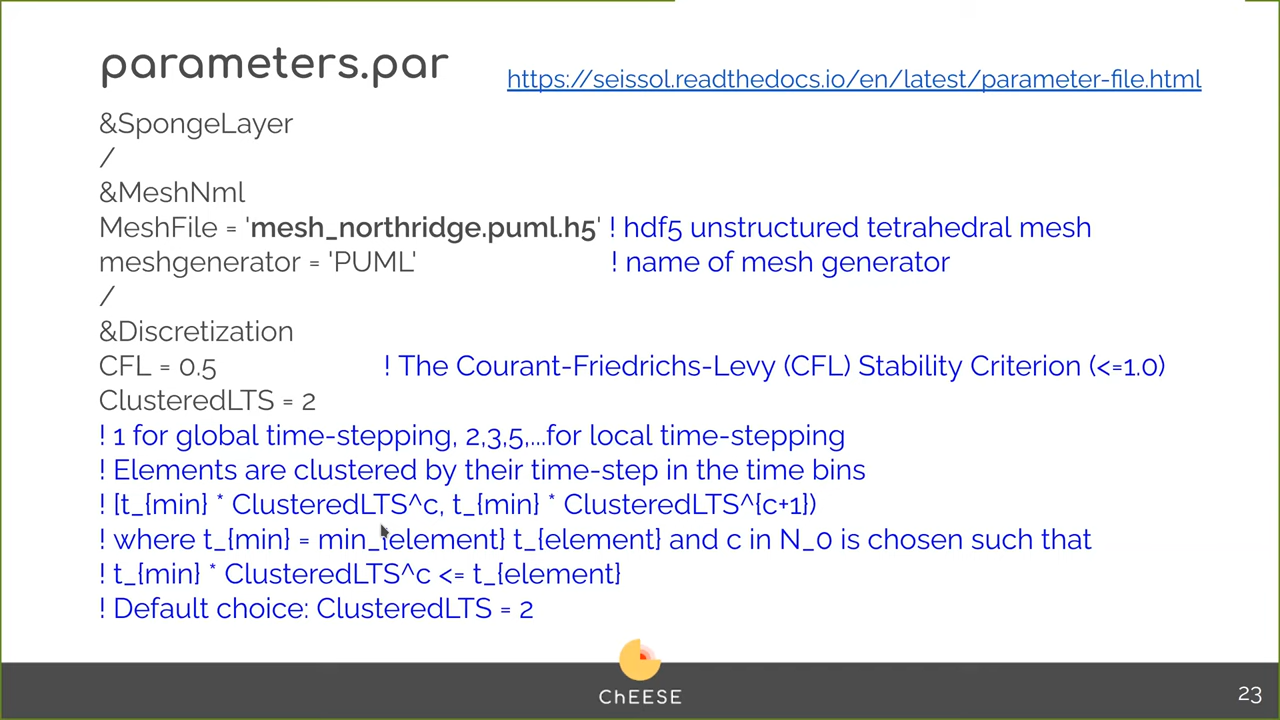 parameters.par
https://seissol.readthedocs.io/en/latest/parameter-file.html
&SpongeLayer
/
&MeshNml
MeshFile = 'mesh_northridge.puml.h5' ! hdf5 unstructured tetrahedral mesh
meshgenerator = 'PUML' ! name of mesh generator
/
&Discretization
CFL = 0.5 ! The Courant-Friedrichs-Levy (CFL) Stability Criterion (<=1.0)
ClusteredLTS = 2
! 1 for global time-stepping, 2,3,5,...for local time-stepping
! Elements are clustered by their time-step in the time bins
! [t_{min} * ClusteredLTS^c, t_{min} * ClusteredLTS^{c+1})
! where t_{min} = min_{element} t_{element} and c in N_0 is chosen such that
! t_{min} * ClusteredLTS^c <= t_{element}
! Default choice: ClusteredLTS = 2
ChEESE
23